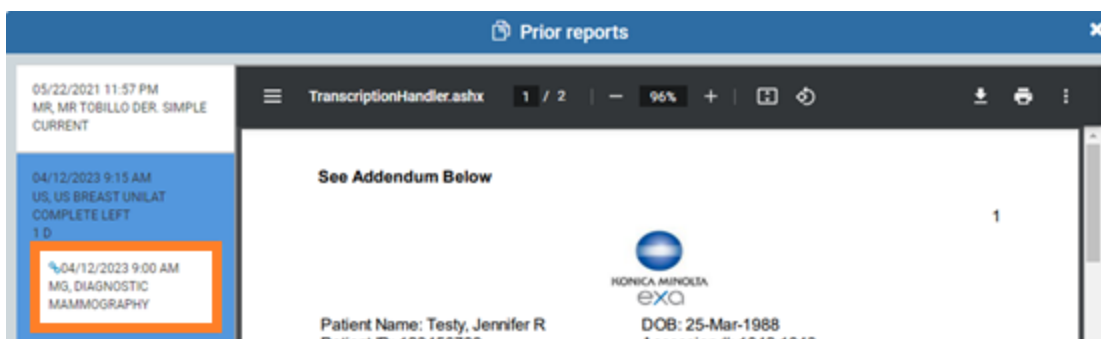 Prior reports
05/22/2021 11:57 PM
MR, MR TOBILLO DER. SIMPLE
CURRENT
04/12/2023 9:15 AM
US, US BREAST UNILAT
COMPLETE LEFT
1 D
04/12/2023 9:00 AM
MG, DIAGNOSTIC
MAMMOGRAPHY
TranscriptionHandler.ashx 1 / 2 | − 96% + |
See Addendum Below
1
KONICA MINOLTA
exa
Patient Name: Testy, Jennifer R DOB: 25-Mar-1988